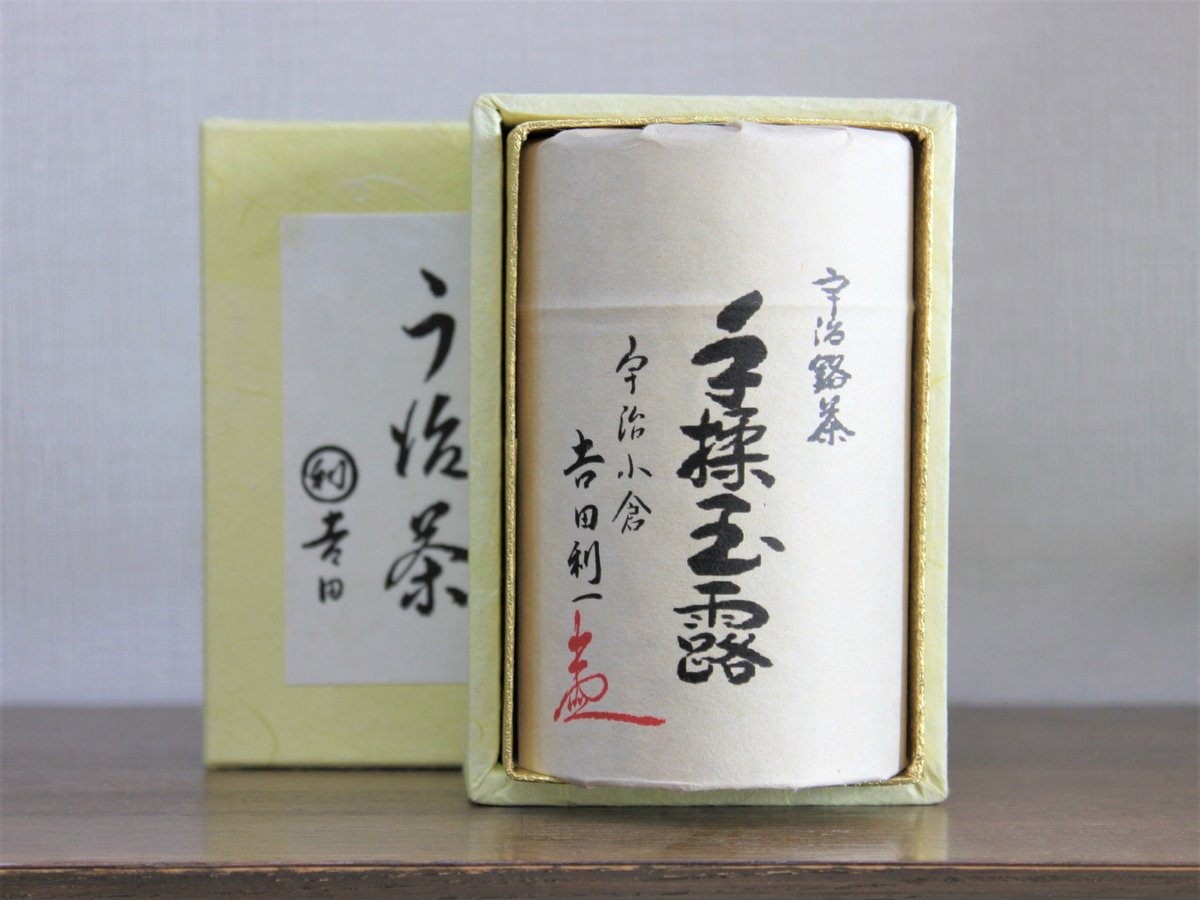 宇治銘茶
手揉玉露
宇治小倉
吉田利一
う治茶
利 吉田